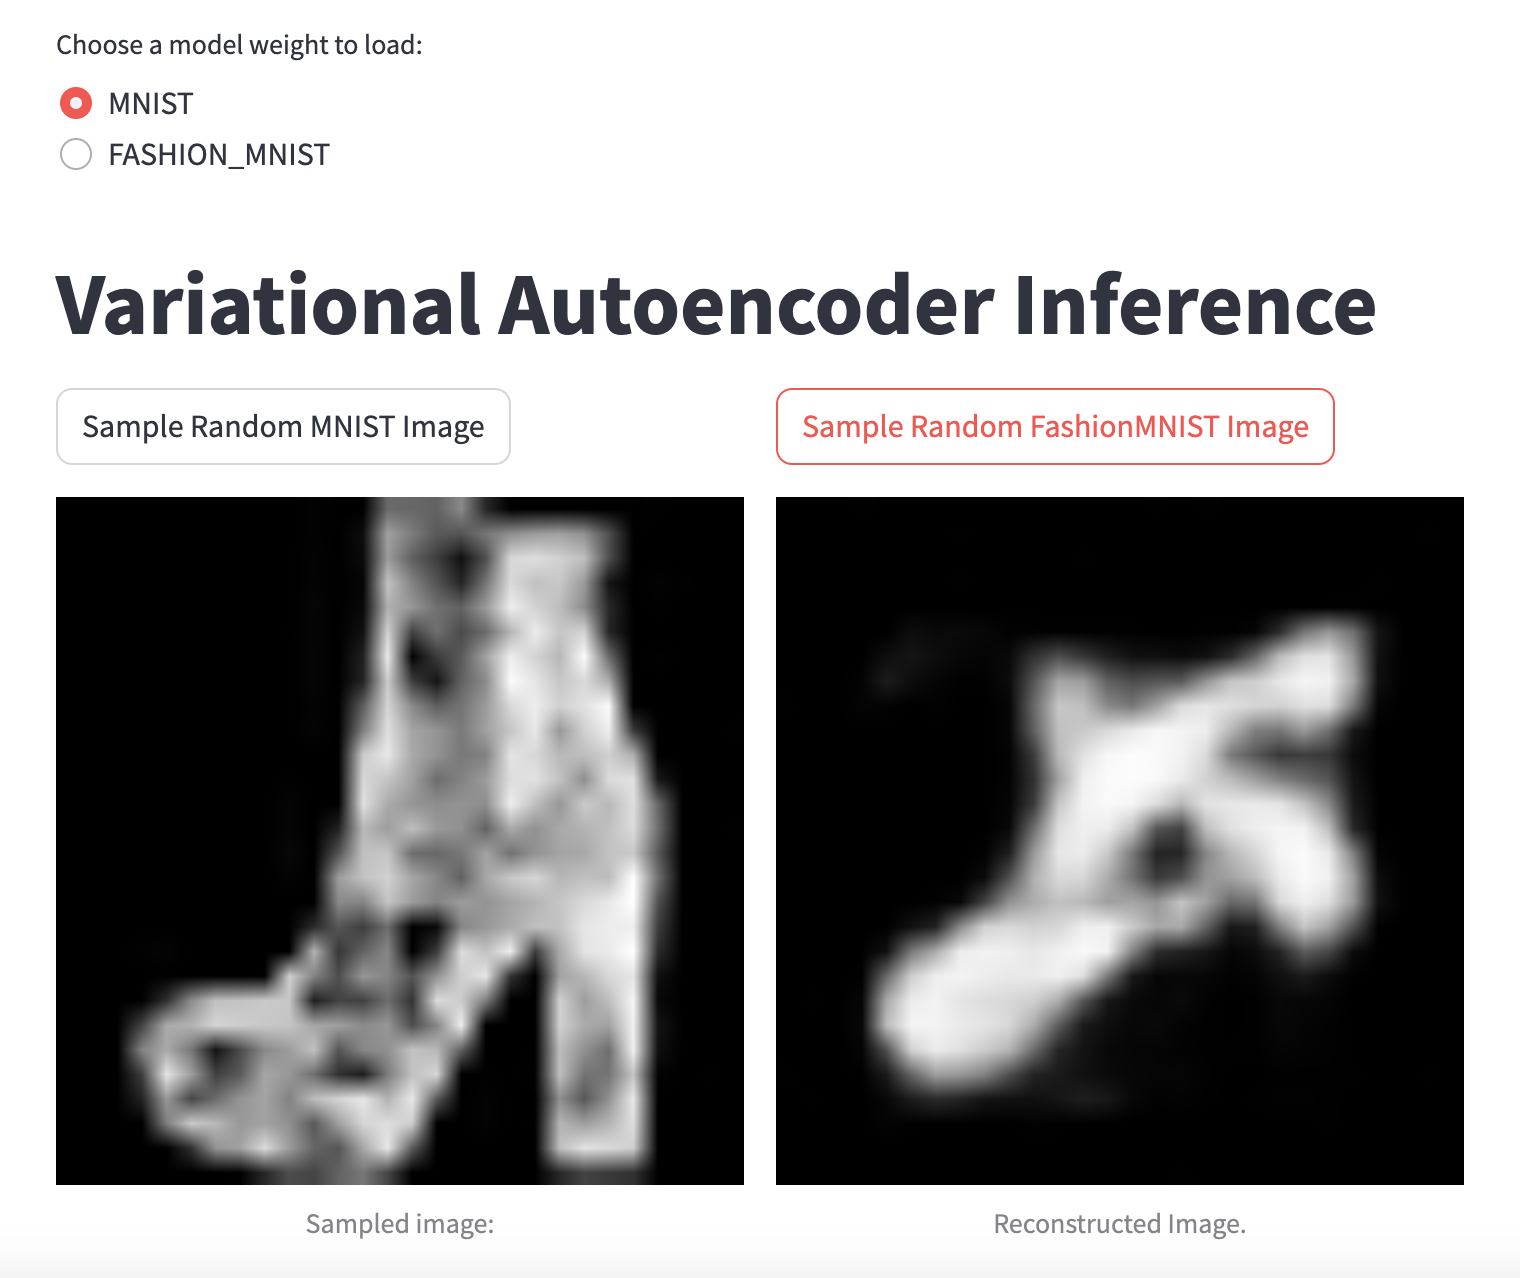 Choose a model weight to load:
MNIST
FASHION_MNIST
Variational Autoencoder Inference
Sample Random MNIST Image
Sample Random FashionMNIST Image
Sampled image:
Reconstructed Image.